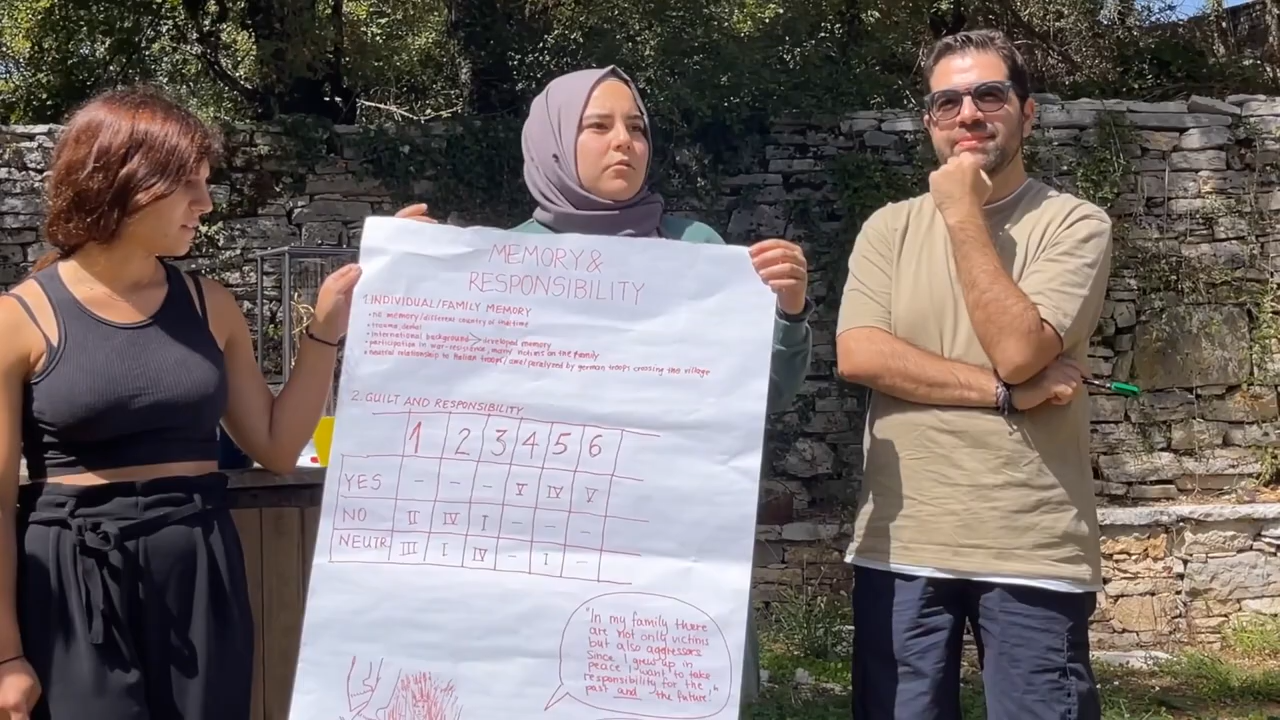 MEMORY &
RESPONSIBILITY
1. INDIVIDUAL/FAMILY MEMORY
• no memory/different country at that time
• trauma, denial
• international background > developed memory
• participation in war-resistence, many victims on the family
• neutral relationship to Italian troops/ paralyzed by german troops crossing the village
2. GUILT AND RESPONSIBILITY
1 2 3 4 5 6
YES - - - V IV V
NO II IV I - - -
NEUTR. III I IV - I -
"In my family there
are not only victims
but also aggressors
Since I grew up in
peace I want to take
responsibility for the
past and the future!"